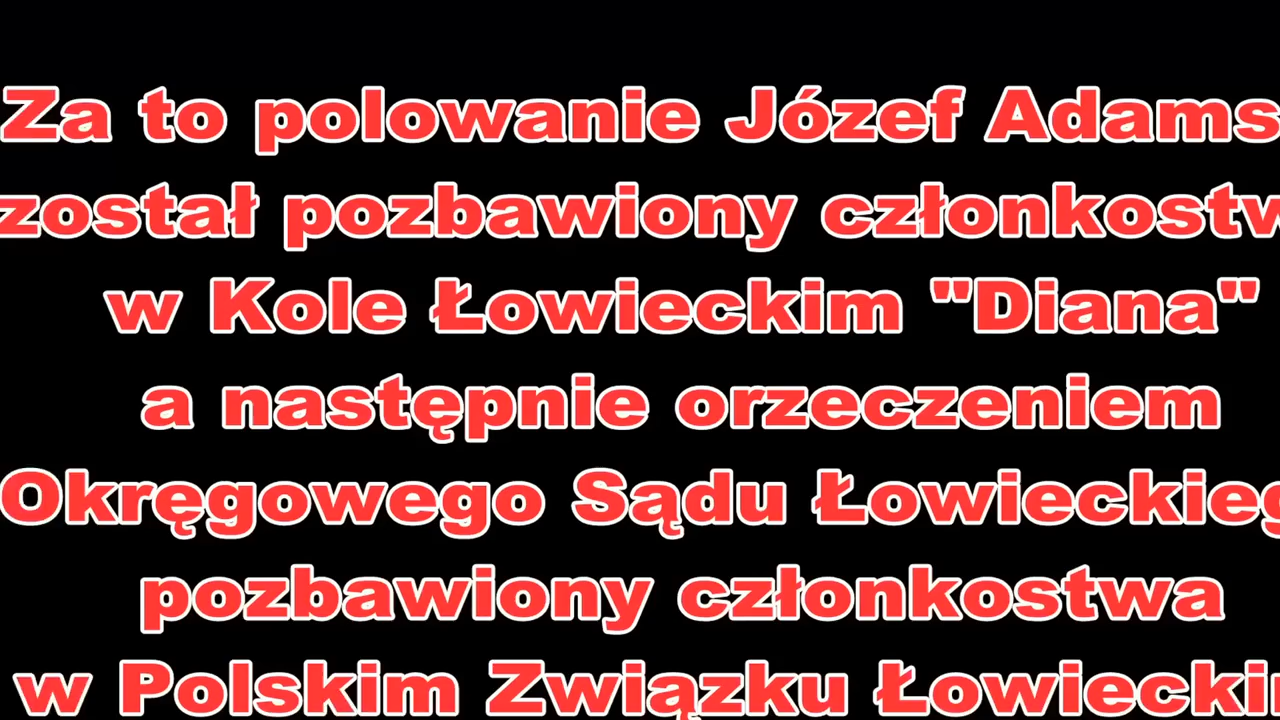 Za to polowanie Józef Adams
został pozbawiony członkostw
w Kole Łowieckim "Diana"
a następnie orzeczeniem
Okręgowego Sądu Łowieckieg
pozbawiony członkostwa
w Polskim Związku Łowiecki